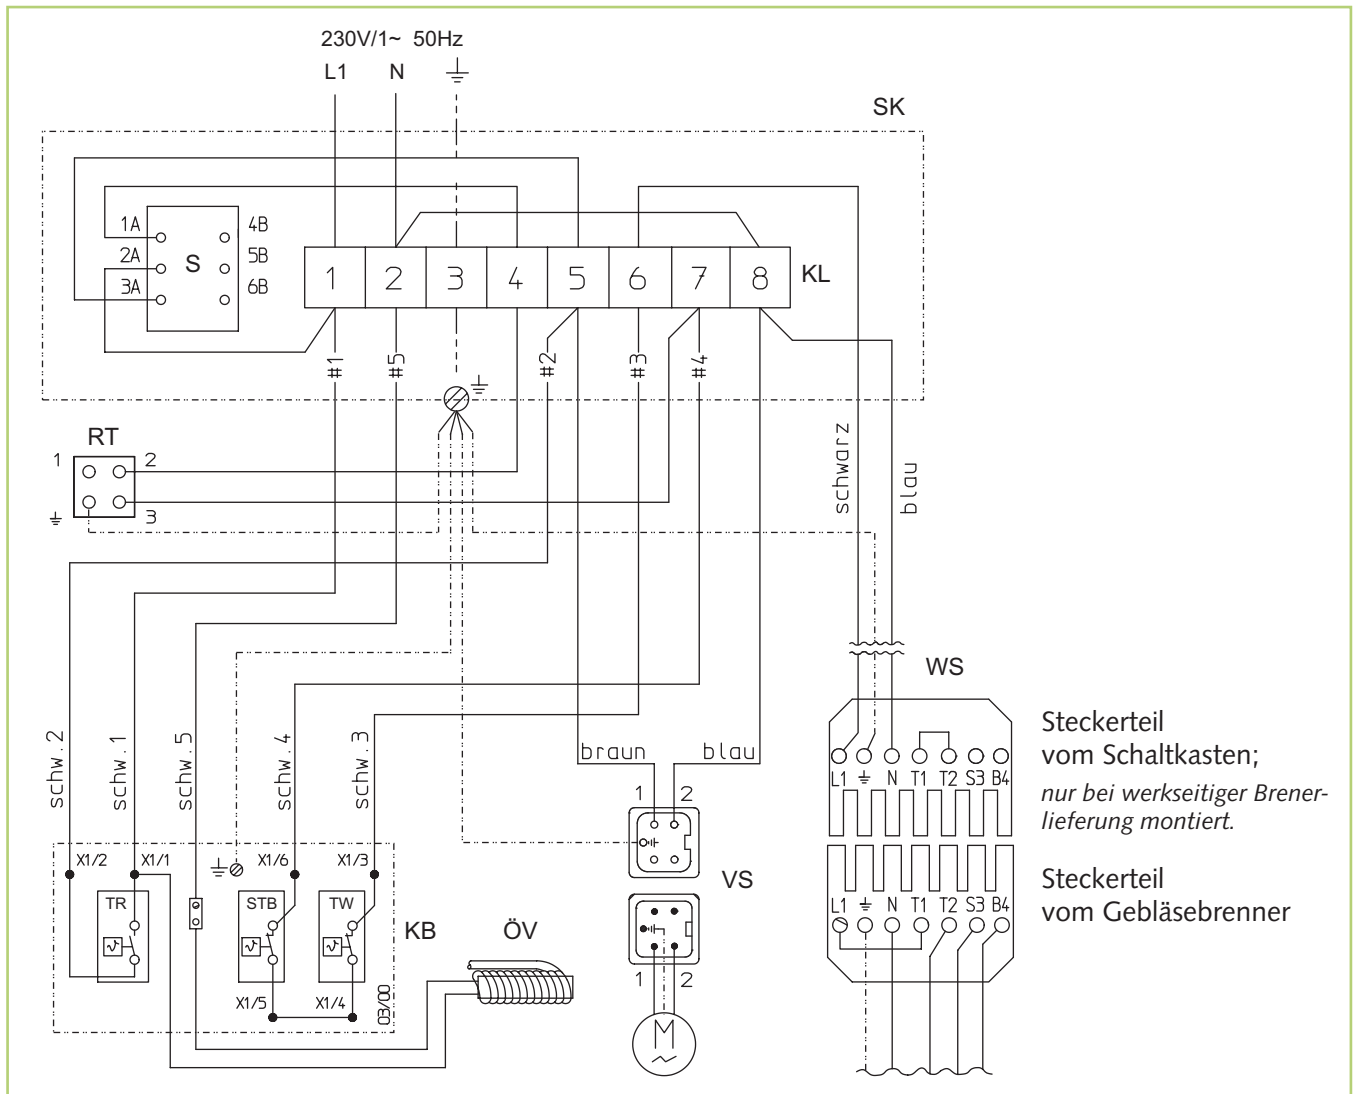 230V/1~ 50Hz
L1 N
SK
1A 4B
2A S 5B
3A 6B
1 2 3 4 5 6 7 8 KL
#1 #5 #2 #3 #4
RT
1 2
3
schwarz
blau
WS
schw. 2
schw. 1
schw. 5
schw. 4
schw. 3
braun blau
1 2
Steckerteil
vom Schaltkasten;
nur bei werkseitiger Brener-
lieferung montiert.
L1 N T1 T2 S3 B4
X1/2 X1/1 X1/6 X1/3
VS
Steckerteil
vom Gebläsebrenner
TR STB TW
L1 N T1 T2 S3 B4
KB ÖV
X1/5 X1/4
03/00
1 2
M